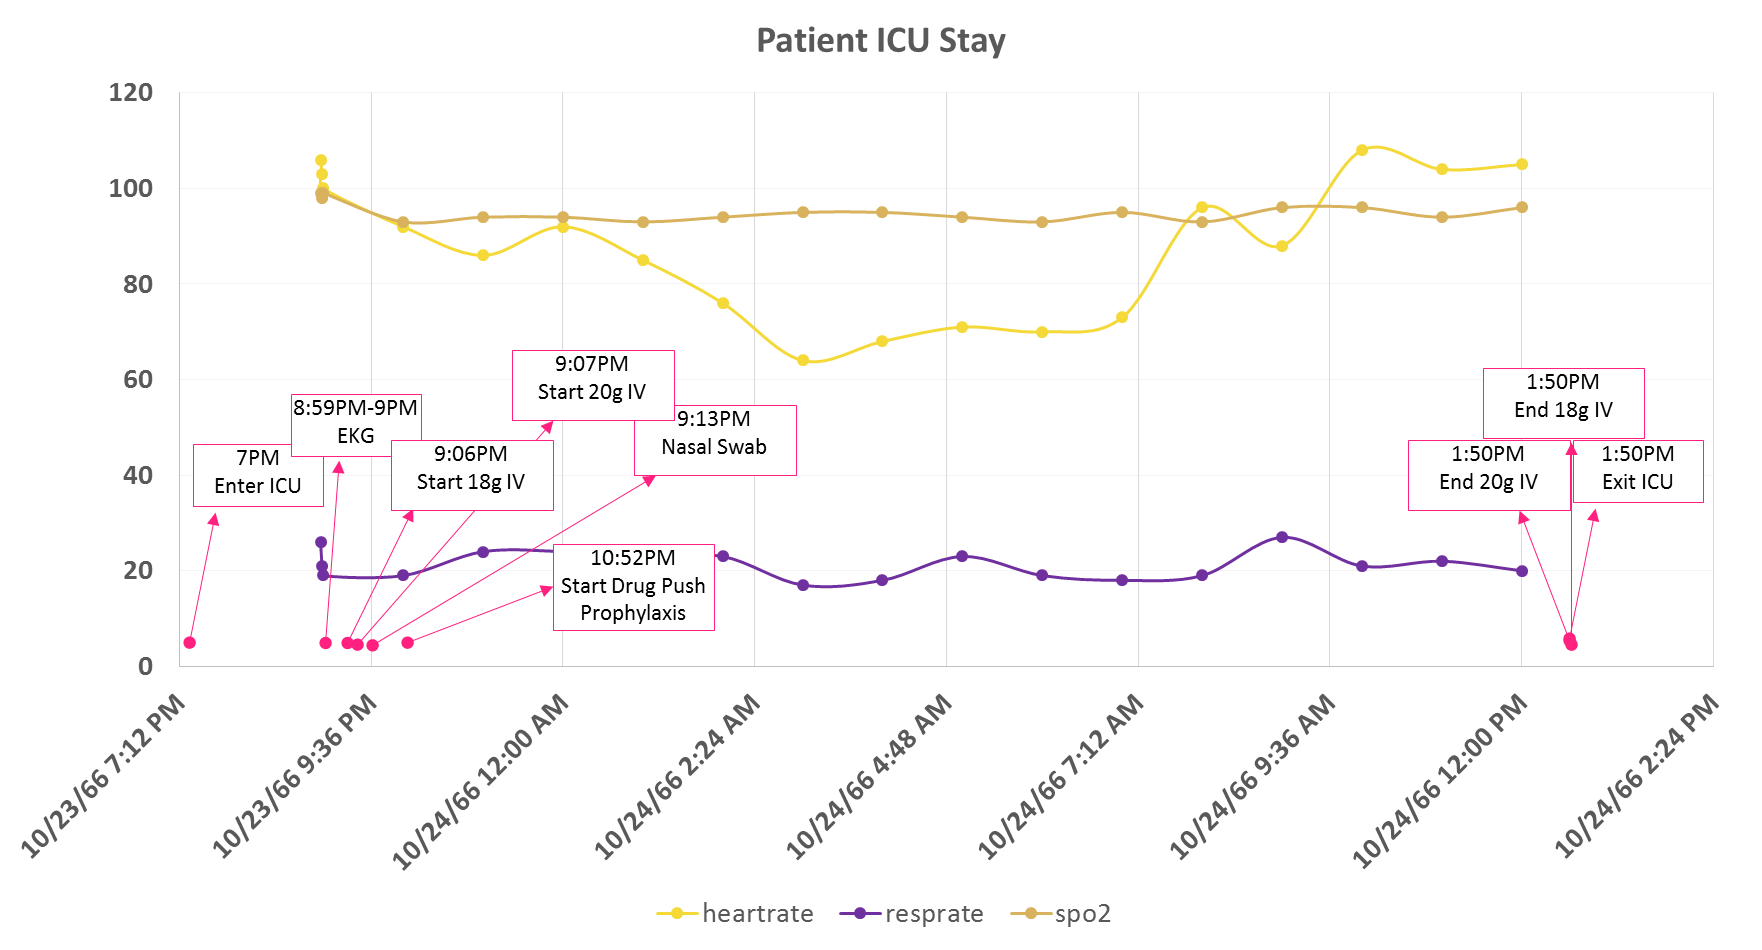 Patient ICU Stay
120
100
80
60
40
20
0
7PM
Enter ICU
8:59PM-9PM
EKG
9:06PM
Start 18g IV
9:07PM
Start 20g IV
9:13PM
Nasal Swab
10:52PM
Start Drug Push
Prophylaxis
1:50PM
End 18g IV
1:50PM
End 20g IV
1:50PM
Exit ICU
10/23/66 7:12 PM
10/23/66 9:36 PM
10/24/66 12:00 AM
10/24/66 2:24 AM
10/24/66 4:48 AM
10/24/66 7:12 AM
10/24/66 9:36 AM
10/24/66 12:00 PM
10/24/66 2:24 PM
heartrate
resprate
spo2